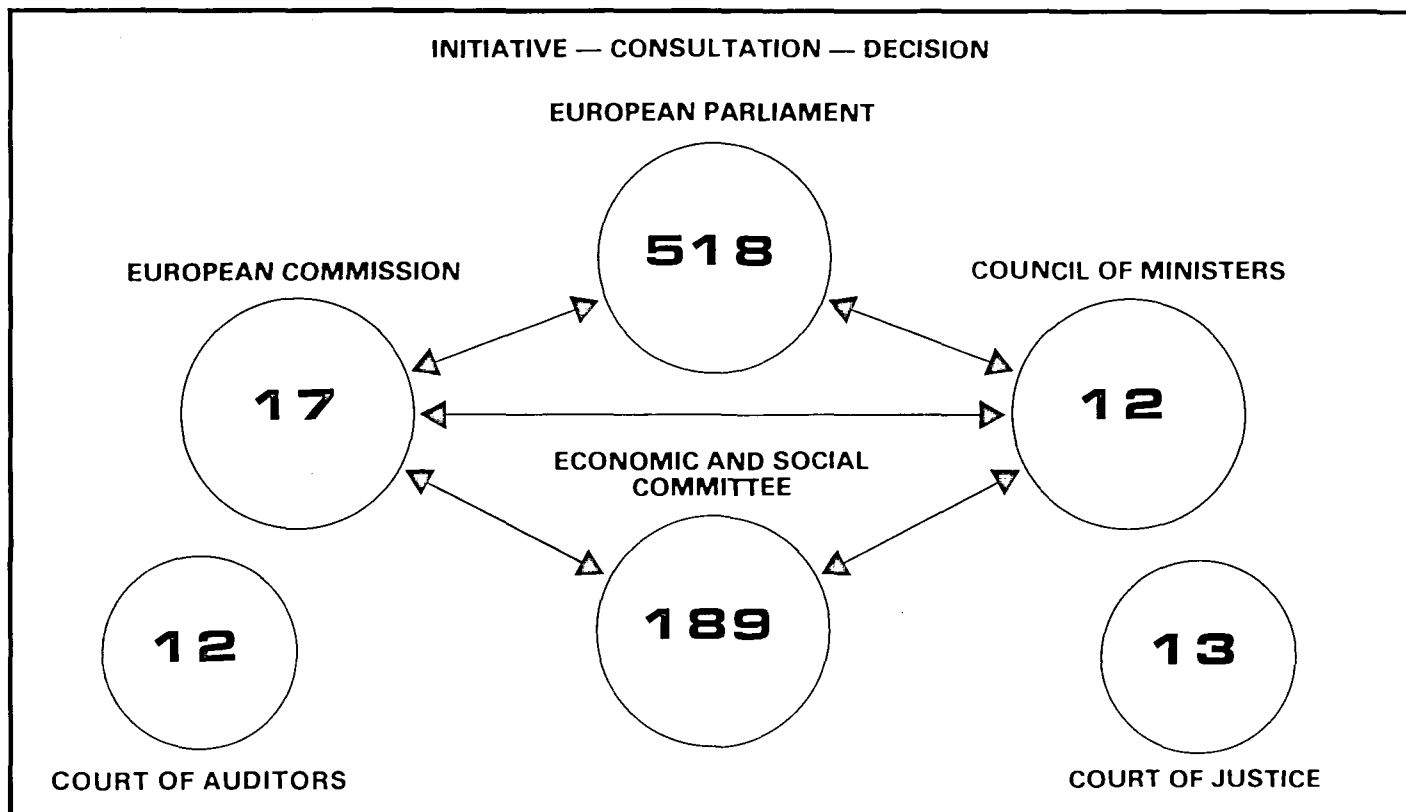 INITIATIVE — CONSULTATION — DECISION
EUROPEAN PARLIAMENT
518
EUROPEAN COMMISSION
17
COUNCIL OF MINISTERS
12
ECONOMIC AND SOCIAL
COMMITTEE
189
12
COURT OF AUDITORS
13
COURT OF JUSTICE